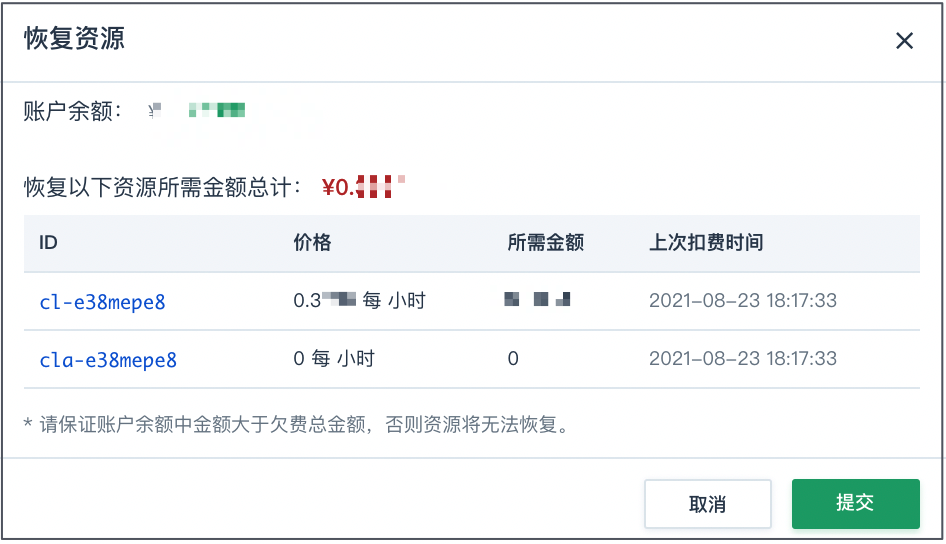 恢复资源
账户余额： ¥
恢复以下资源所需金额总计： ¥0.
ID 价格 所需金额 上次扣费时间
cl-e38mepe8 0.3 每 小时 2021-08-23 18:17:33
cla-e38mepe8 0 每 小时 0 2021-08-23 18:17:33
* 请保证账户余额中金额大于欠费总金额，否则资源将无法恢复。
取消 提交